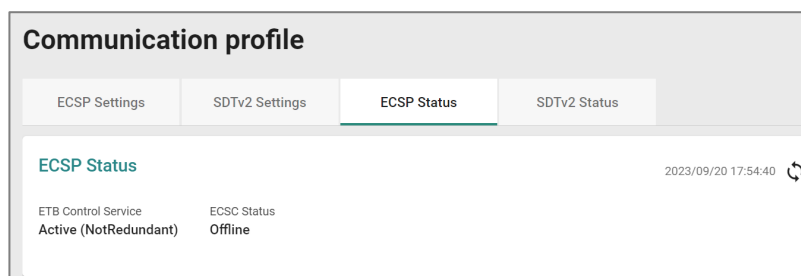 Communication profile
ECSP Settings SDTv2 Settings ECSP Status SDTv2 Status
ECSP Status 2023/09/20 17:54:40
ETB Control Service ECSC Status
Active (NotRedundant) Offline